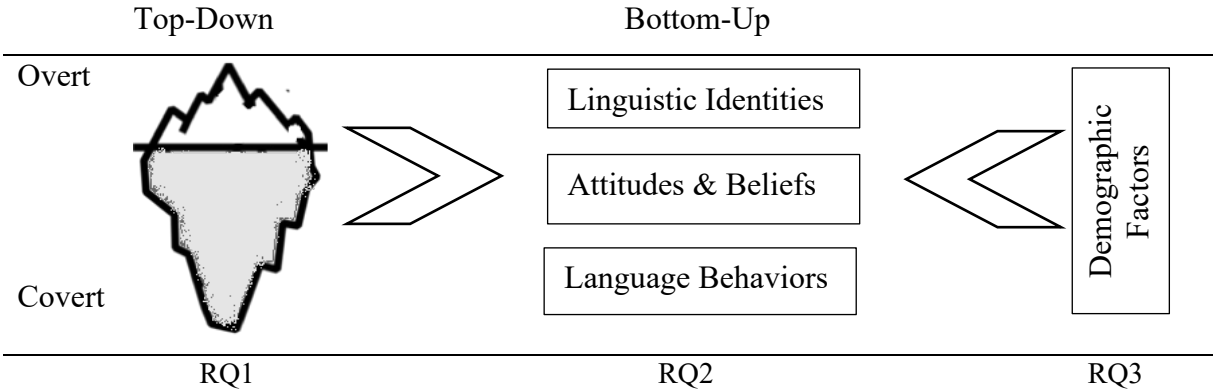 Top-Down
Bottom-Up
Overt
Covert
Linguistic Identities
Attitudes & Beliefs
Language Behaviors
Demographic
Factors
RQ1
RQ2
RQ3